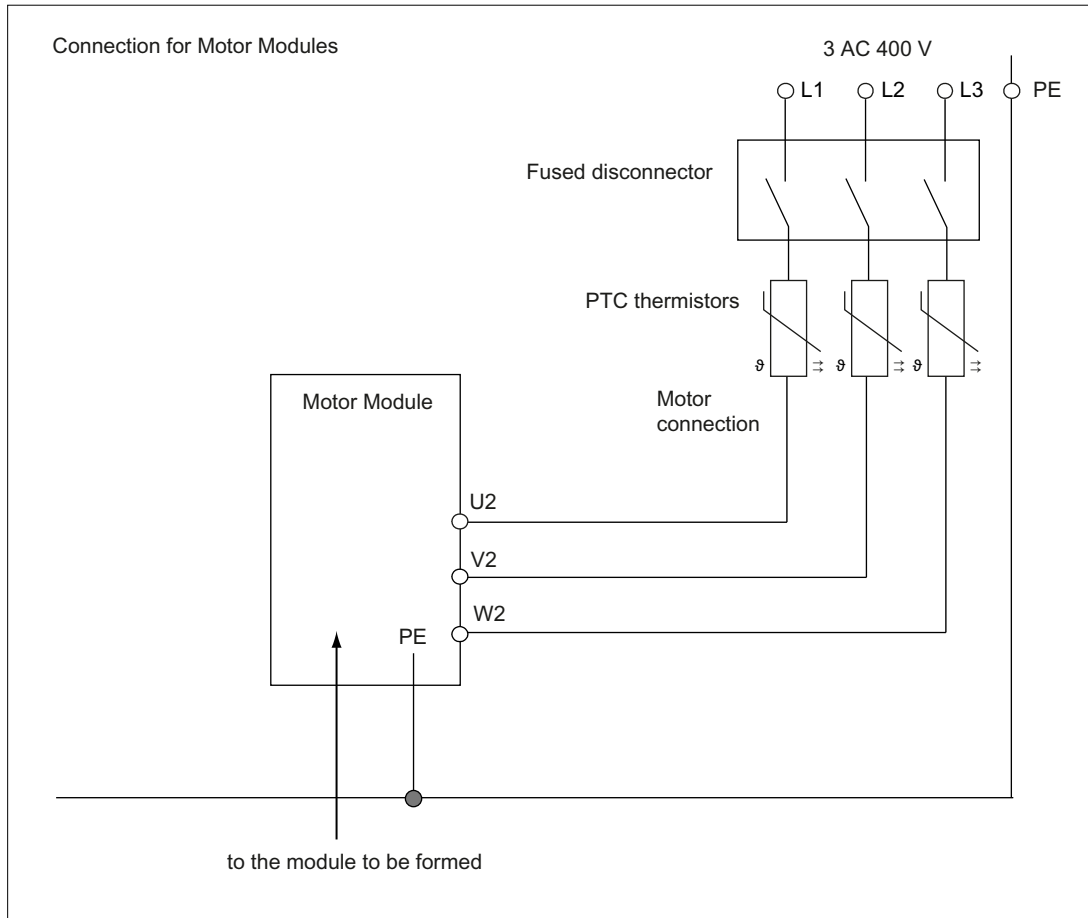 Connection for Motor Modules
3 AC 400 V
L1
L2
L3
PE
Fused disconnector
PTC thermistors
ϑ
ϑ
ϑ
Motor Module
Motor
connection
U2
V2
W2
PE
to the module to be formed